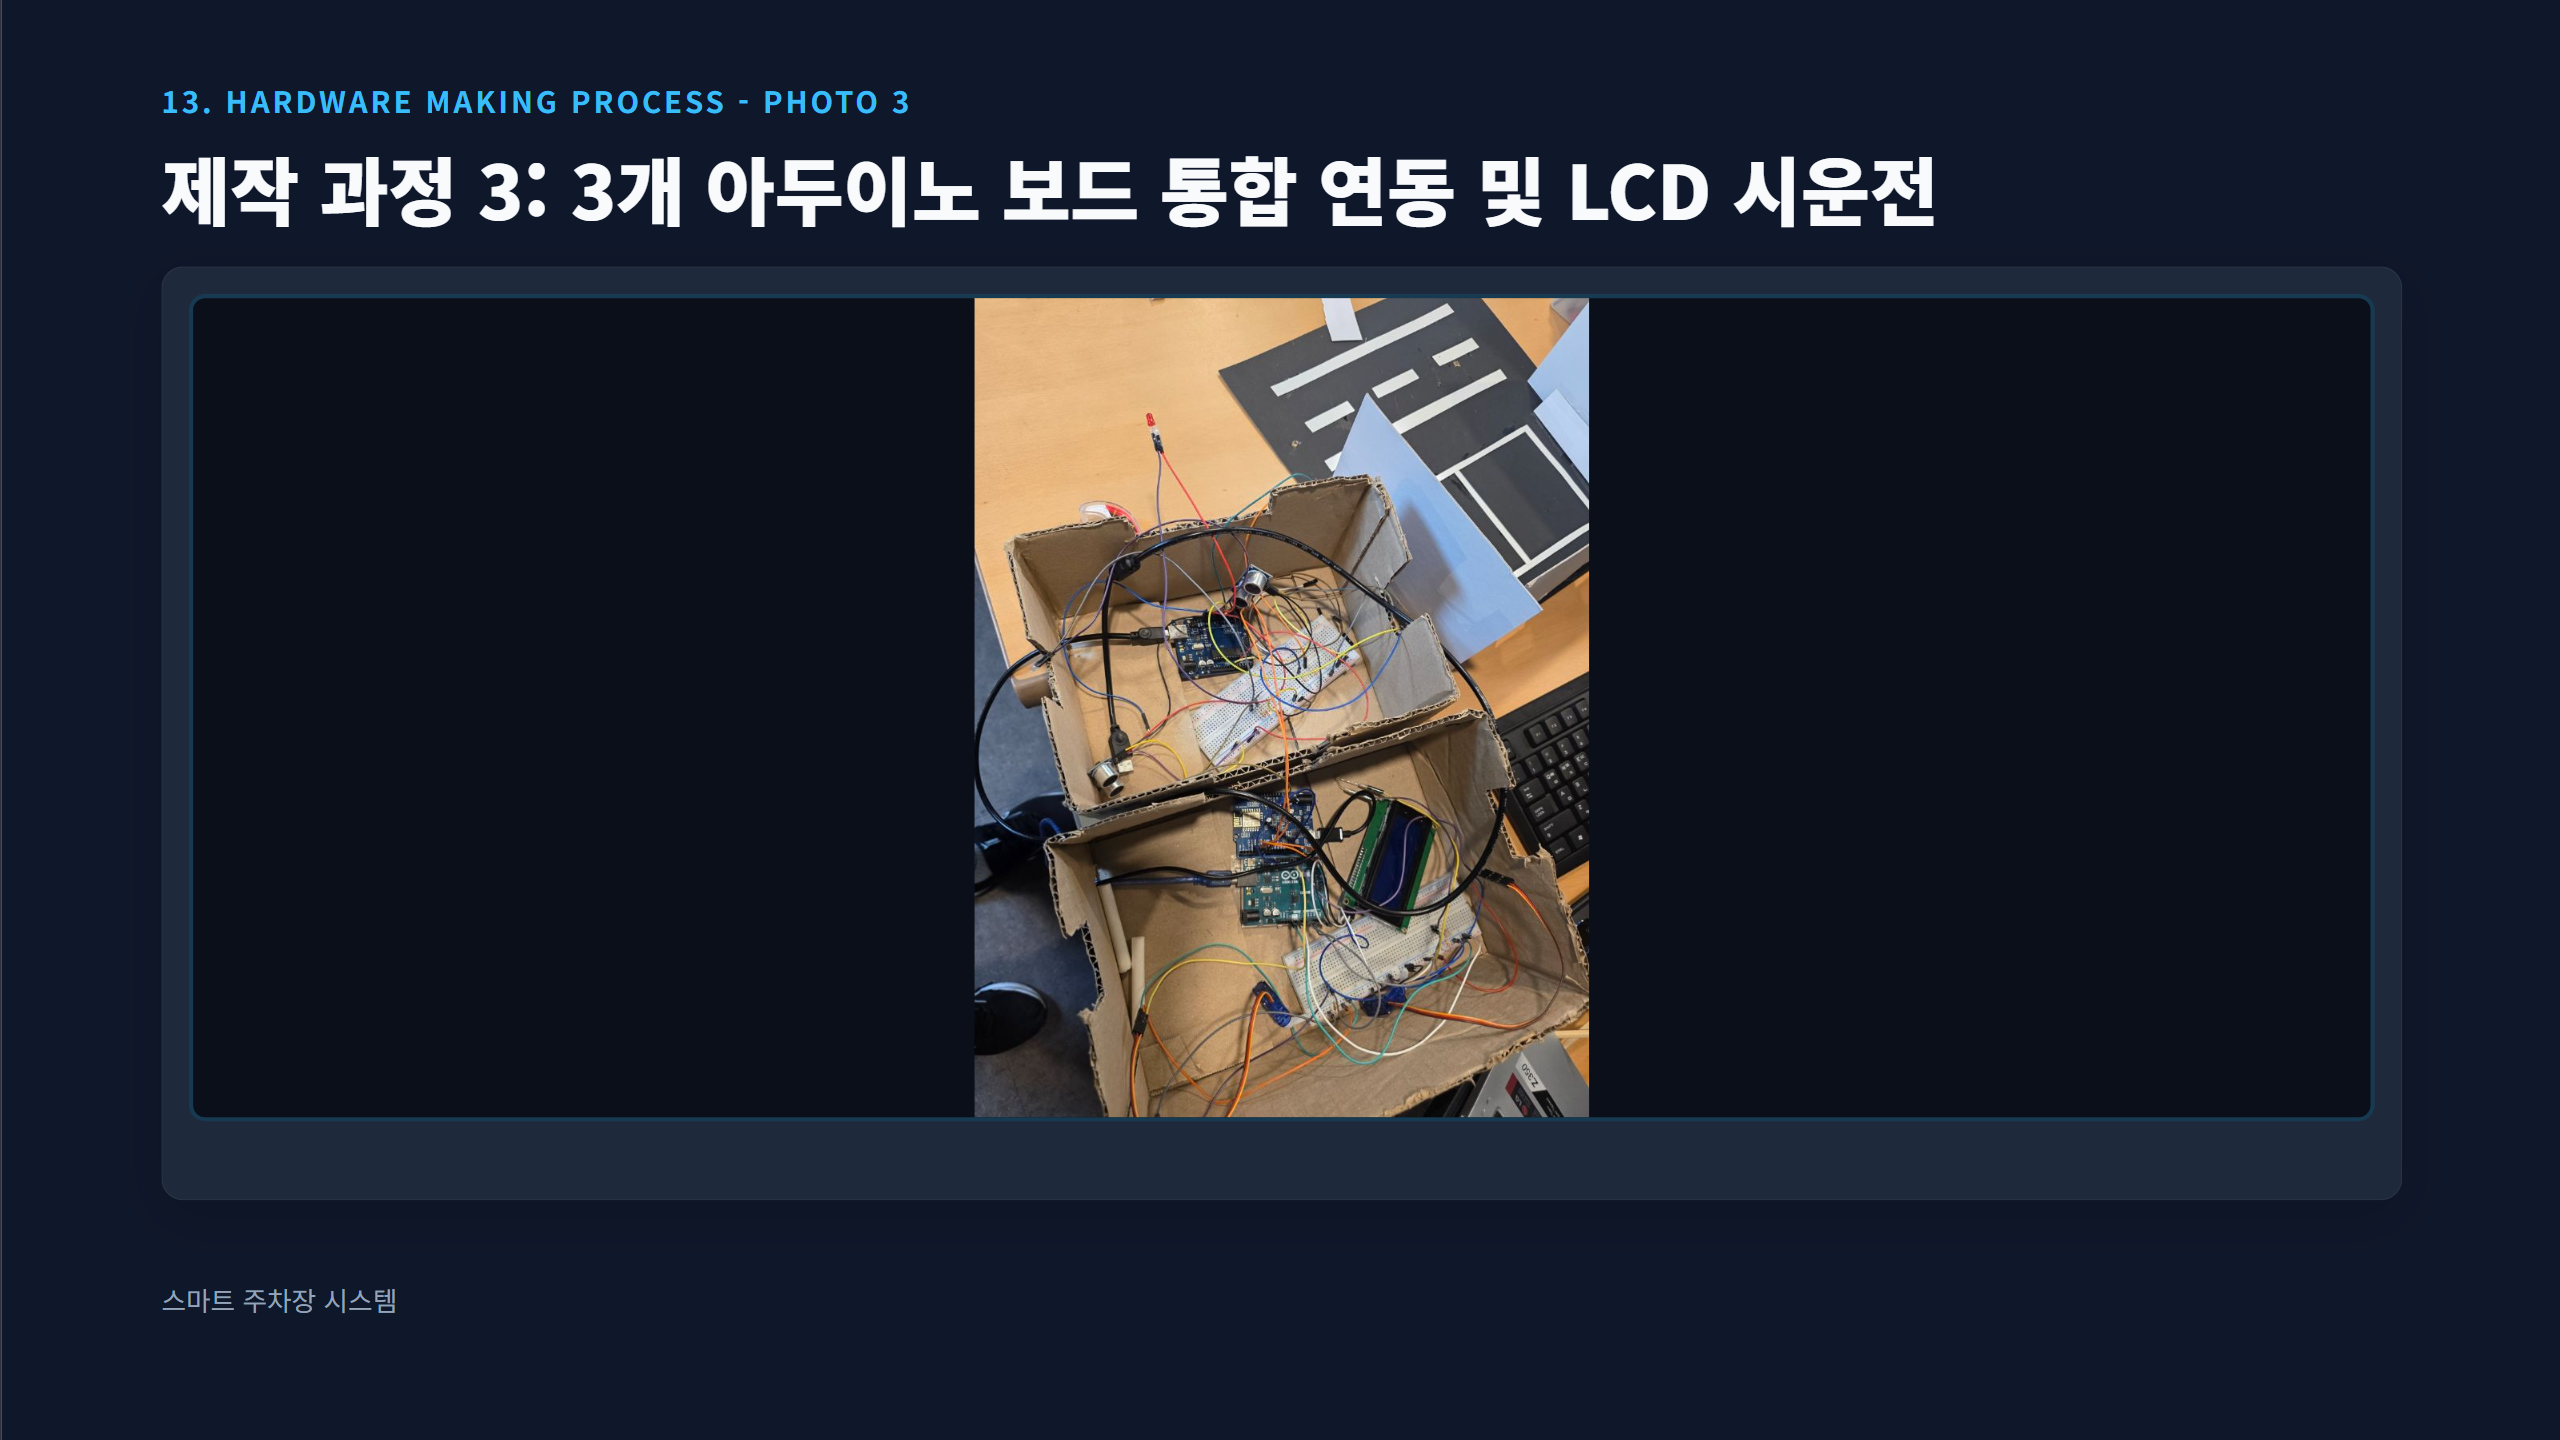 13. HARDWARE MAKING PROCESS - PHOTO 3
제작 과정 3: 3개 아두이노 보드 통합 연동 및 LCD 시운전
Z350
스마트 주차장 시스템